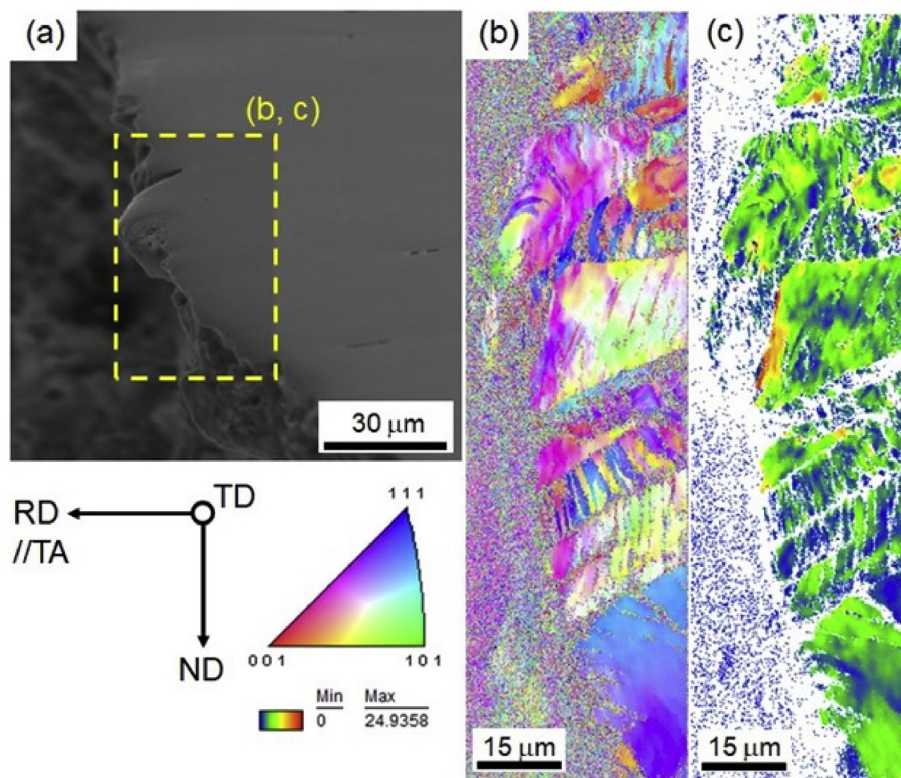 (a)
(b, c)
30 μm
(b)
(c)
RD
//TA
TD
ND
111
001
101
Min Max
0 24.9358
15 μm
15 μm